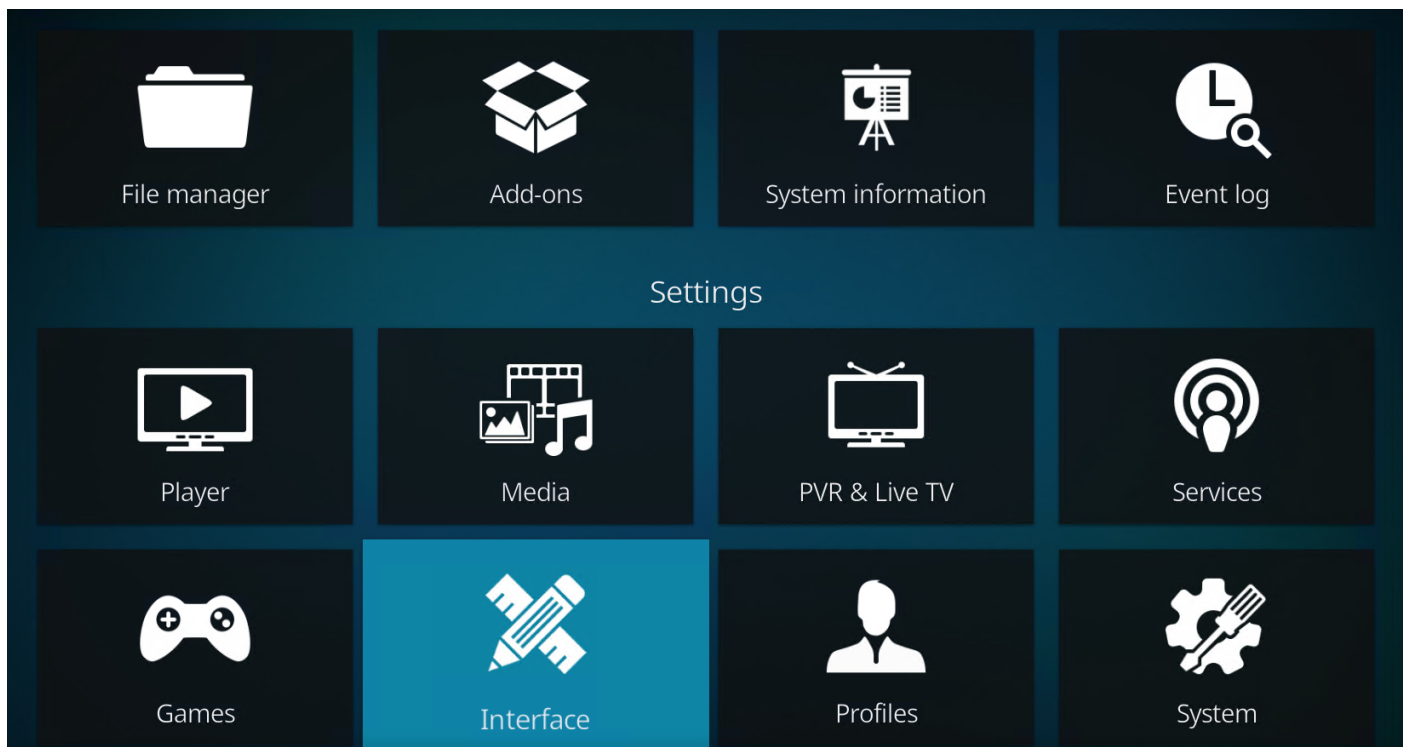 File manager
Add-ons
System information
Event log
Settings
Player
Media
PVR & Live TV
Services
Games
Interface
Profiles
System